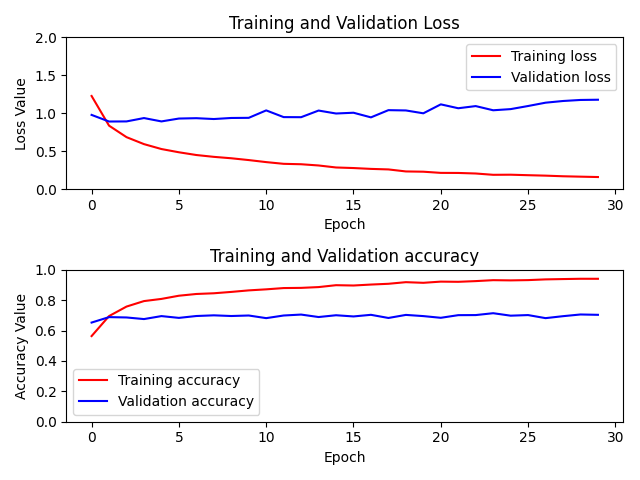 Training and Validation Loss
2.0
1.5
1.0
0.5
0.0
Loss Value
Training loss
Validation loss
0 5 10 15 20 25 30
Epoch
Training and Validation accuracy
1.0
0.8
0.6
0.4
0.2
0.0
Accuracy Value
Training accuracy
Validation accuracy
0 5 10 15 20 25 30
Epoch